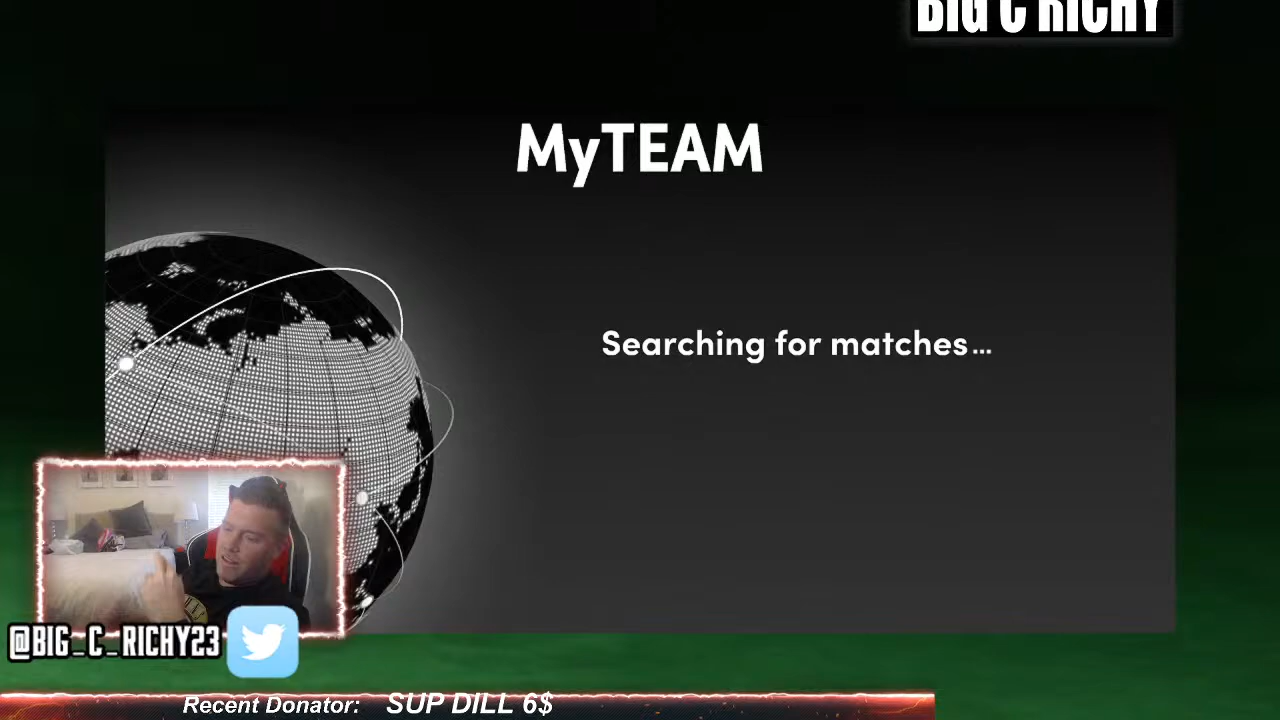 BIG C RICHY
MyTEAM
Searching for matches...
@BIG_C_RICHY23
Recent Donator: SUP DILL 6$